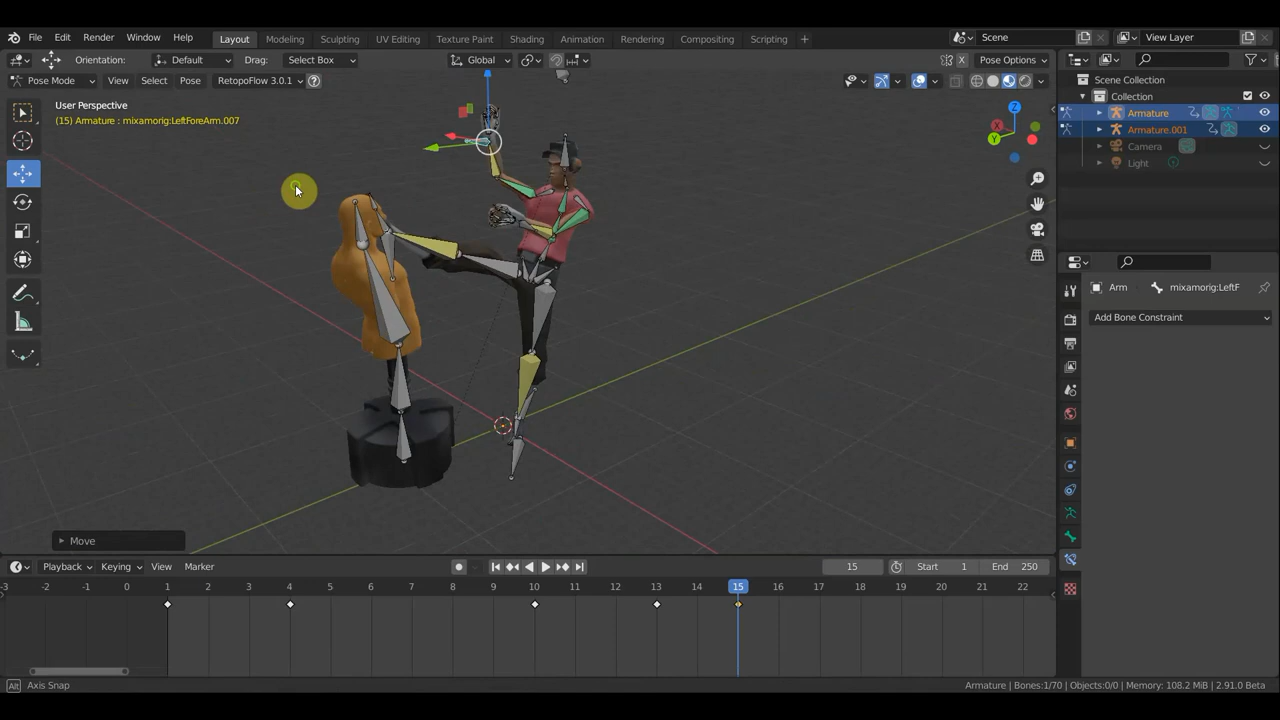 File Edit Render Window Help Layout Modeling Sculpting UV Editing Texture Paint Shading Animation Rendering Compositing Scripting + Scene View Layer
Orientation: Default Drag: Select Box Global Pose Options
Pose Mode View Select Pose RetopoFlow 3.0.1 ?
User Perspective
(15) Armature : mixamorig:LeftForeArm.007
Z
X
Y
Move
Scene Collection
Collection
Armature
Armature.001
Camera
Light
Arm mixamorig:LeftF
Add Bone Constraint
Playback Keying View Marker 15 Start 1 End 250
-3 -1 0 1 2 3 4 5 6 7 8 9 10 11 12 13 14 15 16 17 18 19 20 21 22
Alt Axis Snap Armature | Bones:1/70 | Objects:0/0 | Memory: 108.2 MiB | 2.91.0 Beta